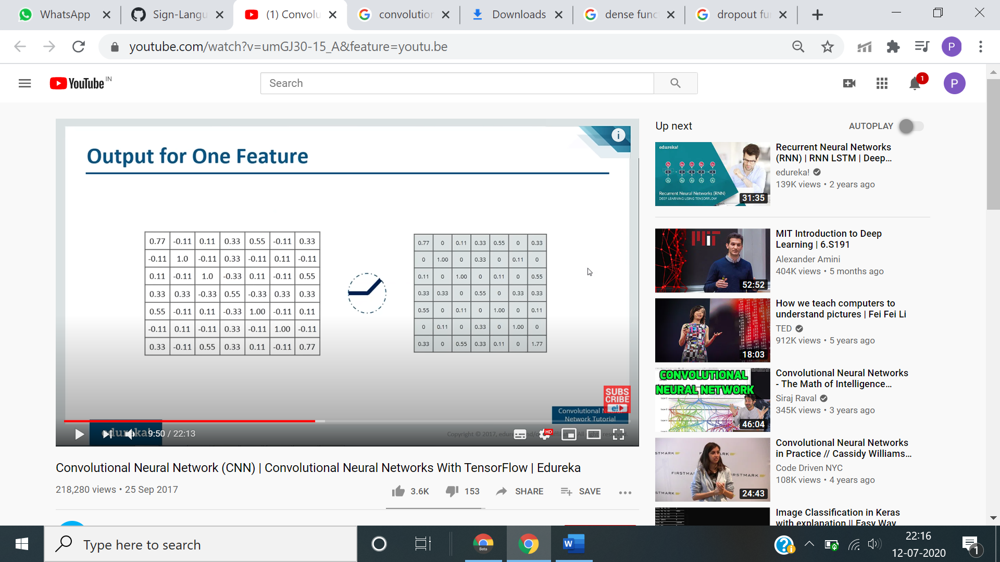 WhatsApp
Sign-Langu
(1) Convolu
convolution
Downloads
dense func
dropout fu
youtube.com/watch?v=umGJ30-15_A&feature=youtu.be
P
YouTube IN
Search
1
P
Output for One Feature
i
0.77 -0.11 0.11 0.33 0.55 -0.11 0.33
-0.11 1.0 -0.11 0.33 -0.11 0.11 -0.11
0.11 -0.11 1.0 -0.33 0.11 -0.11 0.55
0.33 0.33 -0.33 0.55 -0.33 0.33 0.33
0.55 -0.11 0.11 -0.33 1.00 -0.11 0.11
-0.11 0.11 -0.11 0.33 -0.11 1.00 -0.11
0.33 -0.11 0.55 0.33 0.11 -0.11 0.77
0.77 0 0.11 0.33 0.55 0 0.33
0 1.00 0 0.33 0 0.11 0
0.11 0 1.00 0 0.11 0 0.55
0.33 0.33 0 0.55 0 0.33 0.33
0.55 0 0.11 0 1.00 0 0.11
0 0.11 0 0.33 0 1.00 0
0.33 0 0.55 0.33 0.11 0 1.77
SUBS
CRIBE
e!
Convolutional Neural
Network Tutorial
edureka!
9:50 / 22:13
Copyright © 2017, edureka and/or its affiliates. All rights reserved.
HD
Convolutional Neural Network (CNN) | Convolutional Neural Networks With TensorFlow | Edureka
218,280 views • 25 Sep 2017
3.6K
153
SHARE
SAVE
Up next
AUTOPLAY
edureka!
Recurrent Neural Networks (RNN)
DEEP LEARNING USING TENSORFLOW
31:35
Recurrent Neural Networks
(RNN) | RNN LSTM | Deep...
edureka!
139K views • 2 years ago
MIT
52:52
MIT Introduction to Deep
Learning | 6.S191
Alexander Amini
404K views • 5 months ago
18:03
How we teach computers to
understand pictures | Fei Fei Li
TED
912K views • 5 years ago
CONVOLUTIONAL
NEURAL NETWORK
46:04
Convolutional Neural Networks
- The Math of Intelligence...
Siraj Raval
345K views • 3 years ago
STMARK
RK
FIRSTMA
RSTMARK
STMARK
24:43
Convolutional Neural Networks
in Practice // Cassidy Williams...
Code Driven NYC
108K views • 4 years ago
Image Classification in Keras
with explanation || Easy Way
Type here to search
Beta
W
22:16
12-07-2020
1